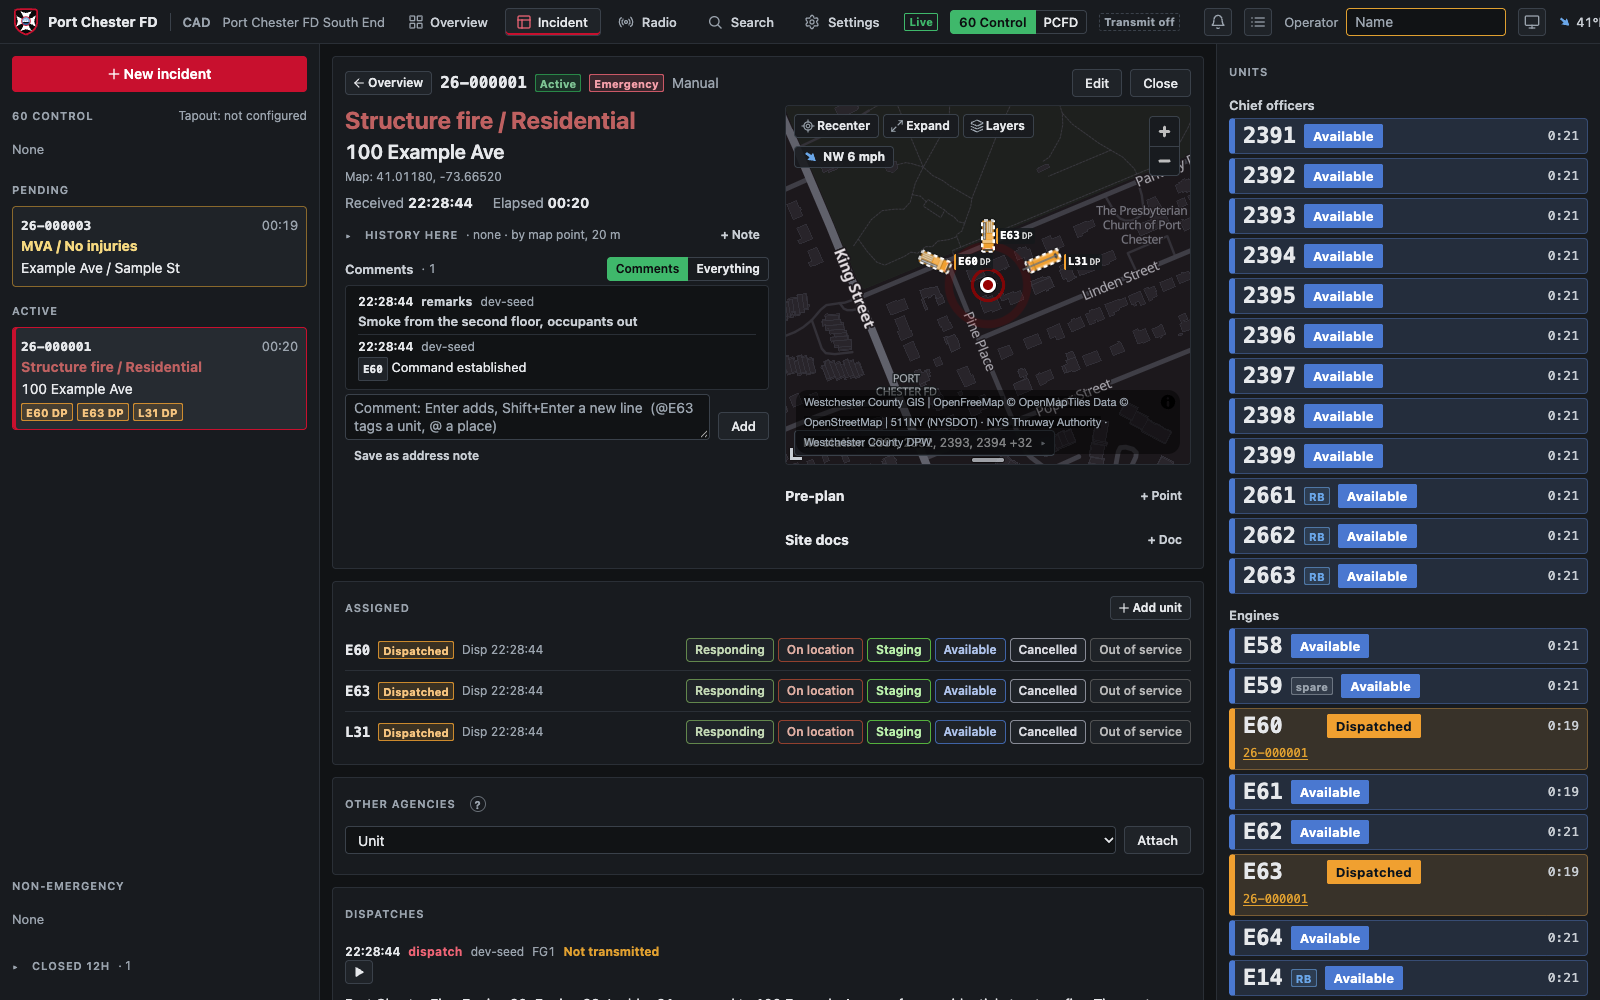 Port Chester FD
CAD Port Chester FD South End
Overview
Incident
Radio
Search
Settings
Live
60 Control PCFD
Transmit off
Operator Name
41°
+ New incident
60 CONTROL Tapout: not configured
None
PENDING
26-000003 00:19
MVA / No injuries
Example Ave / Sample St
ACTIVE
26-000001 00:20
Structure fire / Residential
100 Example Ave
E60 DP E63 DP L31 DP
NON-EMERGENCY
None
CLOSED 12H · 1
← Overview 26-000001 Active Emergency Manual Edit Close
Structure fire / Residential
100 Example Ave
Map: 41.01180, -73.66520
Received 22:28:44 Elapsed 00:20
HISTORY HERE · none · by map point, 20 m + Note
Comments · 1 Comments Everything
22:28:44 remarks dev-seed
Smoke from the second floor, occupants out
22:28:44 dev-seed
E60 Command established
Comment: Enter adds, Shift+Enter a new line (@E63
tags a unit, @ a place)
Add
Save as address note
Recenter Expand Layers
NW 6 mph
+
−
The Presbyterian
Church of Port
Chester
E63 DP
E60 DP
L31 DP
King Street
Linden Street
Pine Place
PORT
CHESTER FD
Westchester County GIS | OpenFreeMap © OpenMapTiles Data ©
OpenStreetMap | 511NY (NYSDOT) · NYS Thruway Authority ·
Westchester County DPW
, 2393, 2394 +32
Pre-plan + Point
Site docs + Doc
ASSIGNED + Add unit
E60 Dispatched Disp 22:28:44 Responding On location Staging Available Cancelled Out of service
E63 Dispatched Disp 22:28:44 Responding On location Staging Available Cancelled Out of service
L31 Dispatched Disp 22:28:44 Responding On location Staging Available Cancelled Out of service
OTHER AGENCIES ?
Unit Attach
DISPATCHES
22:28:44 dispatch dev-seed FG1 Not transmitted
UNITS
Chief officers
2391 Available 0:21
2392 Available 0:21
2393 Available 0:21
2394 Available 0:21
2395 Available 0:21
2396 Available 0:21
2397 Available 0:21
2398 Available 0:21
2399 Available 0:21
2661 RB Available 0:21
2662 RB Available 0:21
2663 RB Available 0:21
Engines
E58 Available 0:21
E59 spare Available 0:21
E60 Dispatched 0:19
26-000001
E61 Available 0:19
E62 Available 0:21
E63 Dispatched 0:19
26-000001
E64 Available 0:21
E14 RB Available 0:21